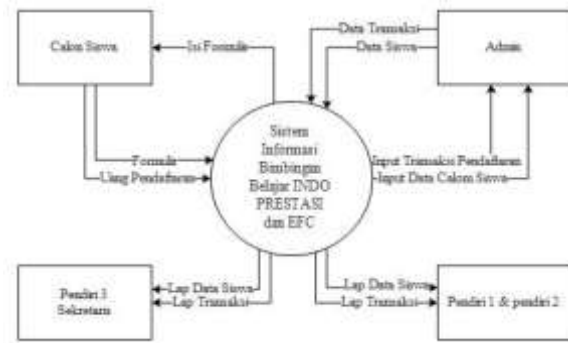 Calon Siswa
Isi Formulir
Data Transaksi
Data Siswa
Admin
Sistem
Informasi
Bimbingan
Belajar INDO
PRESTASI
dan EFC
Formulir
Uang Pendaftaran
Input Transaksi Pendaftaran
Input Data Calon Siswa
Pendiri 3
Sekretaris
Lap Data Siswa
Lap Transaksi
Lap Data Siswa
Lap Transaksi
Pendiri 1 & pendiri 2